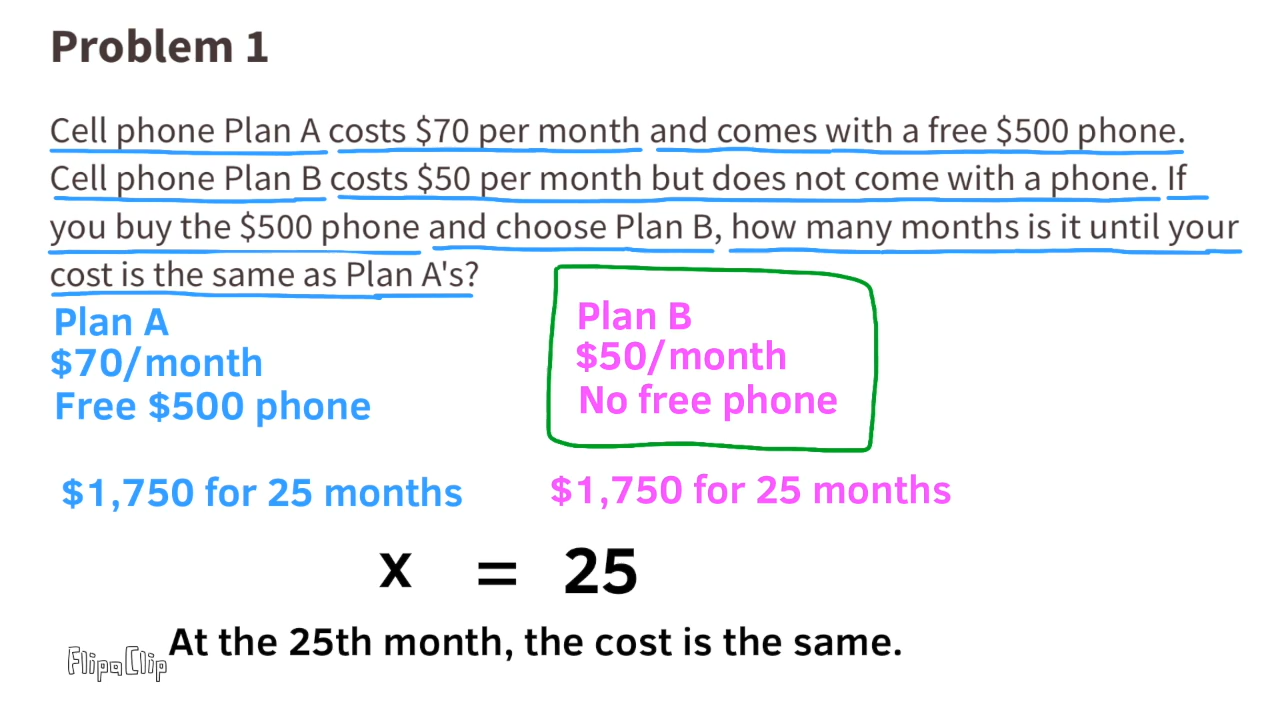 Problem 1
Cell phone Plan A costs $70 per month and comes with a free $500 phone.
Cell phone Plan B costs $50 per month but does not come with a phone. If
you buy the $500 phone and choose Plan B, how many months is it until your
cost is the same as Plan A's?
Plan A
$70/month
Free $500 phone
Plan B
$50/month
No free phone
$1,750 for 25 months
$1,750 for 25 months
x = 25
At the 25th month, the cost is the same.
FlipaClip